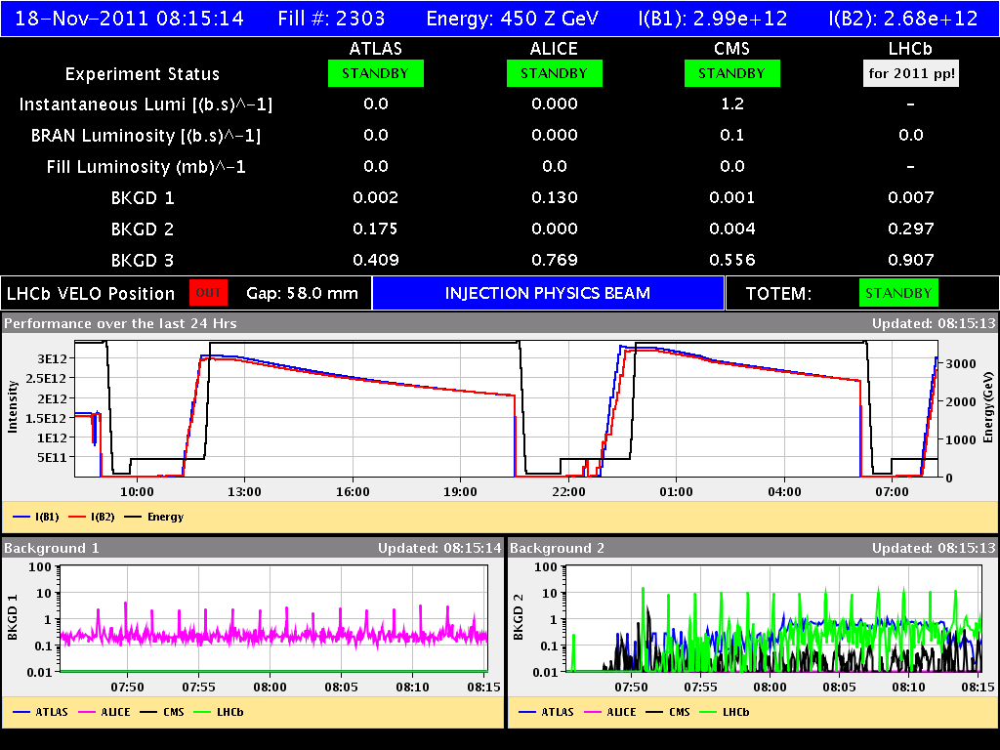 18-Nov-2011 08:15:14 Fill #: 2303 Energy: 450 Z GeV I(B1): 2.99e+12 I(B2): 2.68e+12
ATLAS ALICE CMS LHCb
Experiment Status STANDBY STANDBY STANDBY for 2011 pp!
Instantaneous Lumi [(b.s)^-1] 0.0 0.000 1.2 -
BRAN Luminosity [(b.s)^-1] 0.0 0.000 0.1 0.0
Fill Luminosity (mb)^-1 0.0 0.0 0.0 -
BKGD 1 0.002 0.130 0.001 0.007
BKGD 2 0.175 0.000 0.004 0.297
BKGD 3 0.409 0.769 0.556 0.907
LHCb VELO Position OUT Gap: 58.0 mm INJECTION PHYSICS BEAM TOTEM: STANDBY
Performance over the last 24 Hrs Updated: 08:15:13
Intensity
3E12
2.5E12
2E12
1.5E12
1E12
5E11
3000
2000
1000
0
Energy(GeV)
10:00 13:00 16:00 19:00 22:00 01:00 04:00 07:00
I(B1) I(B2) Energy
Background 1 Updated: 08:15:14
BKGD 1
100
10
1
0.1
0.01
07:50 07:55 08:00 08:05 08:10 08:15
ATLAS ALICE CMS LHCb
Background 2 Updated: 08:15:13
BKGD 2
100
10
1
0.1
0.01
07:50 07:55 08:00 08:05 08:10 08:15
ATLAS ALICE CMS LHCb